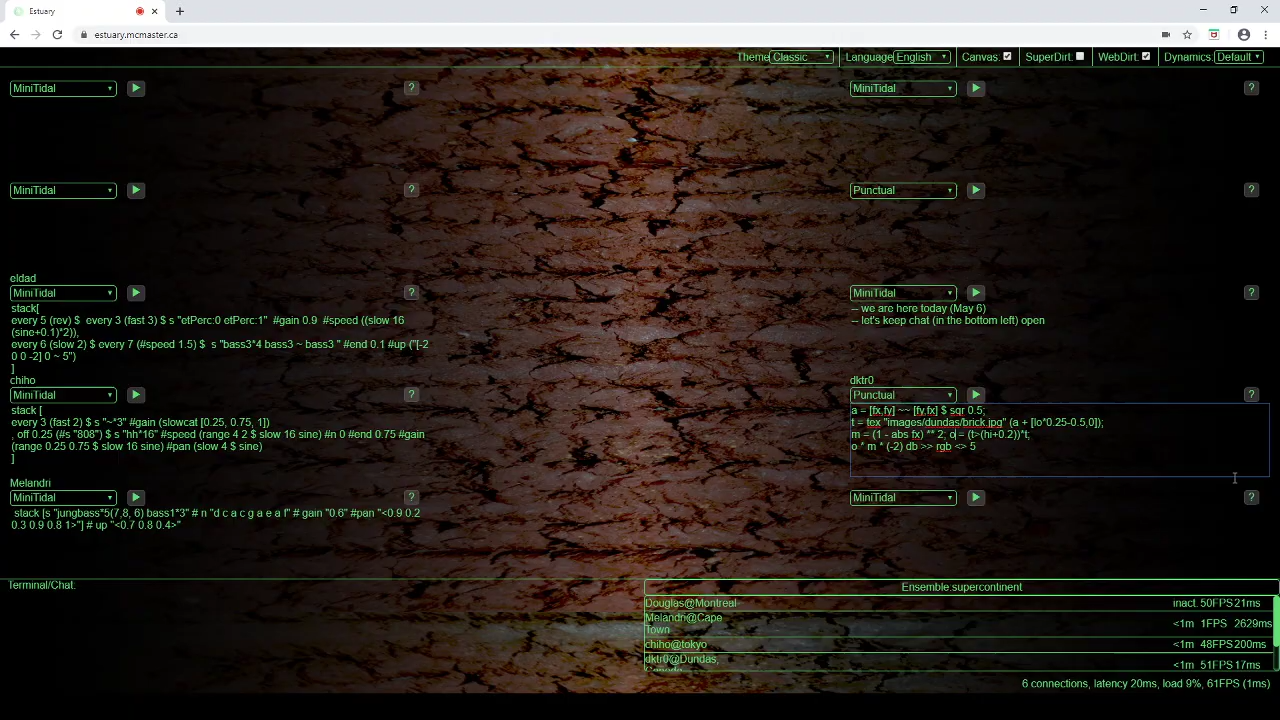 Estuary
estuary.mcmaster.ca
Theme Classic Language English Canvas: SuperDirt: WebDirt: Dynamics: Default
MiniTidal ?
MiniTidal ?
MiniTidal ?
Punctual ?
eldad
MiniTidal ?
stack[
every 5 (rev) $  every 3 (fast 3) $ s "etPerc:0 etPerc:1"  #gain 0.9  #speed ((slow 16
(sine+0.1)*2)),
every 6 (slow 2) $ every 7 (#speed 1.5) $  s "bass3*4 bass3 ~ bass3 " #end 0.1 #up ("[-2
0 0 -2] 0 ~ 5")
]
MiniTidal ?
-- we are here today (May 6)
-- let's keep chat (in the bottom left) open
chiho
MiniTidal ?
stack [
every 3 (fast 2) $ s "~*3" #gain (slowcat [0.25, 0.75, 1])
, off 0.25 (#s "808") $ s "hh*16" #speed (range 4 2 $ slow 16 sine) #n 0 #end 0.75 #gain
(range 0.25 0.75 $ slow 16 sine) #pan (slow 4 $ sine)
]
dktr0
Punctual ?
a = [fx,fy] ~~ [fy,fx] $ sqr 0.5;
t = tex "images/dundas/brick.jpg" (a + [lo*0.25-0.5,0]);
m = (1 - abs fx) ** 2; o = (t>(hi+0.2))*t;
o * m * (-2) db >> rgb <> 5
Melandri
MiniTidal ?
stack [s "jungbass*5(7,8, 6) bass1*3" # n "d c a c g a e a f" # gain "0.6" #pan "<0.9 0.2
0.3 0.9 0.8 1>"] # up "<0.7 0.8 0.4>"
MiniTidal ?
Terminal/Chat:
Ensemble:supercontinent
Douglas@Montreal inact. 50FPS 21ms
Melandri@Cape
Town <1m 1FPS 2629ms
chiho@tokyo <1m 48FPS 200ms
dktr0@Dundas, <1m 51FPS 17ms
Canada
6 connections, latency 20ms, load 9%, 61FPS (1ms)